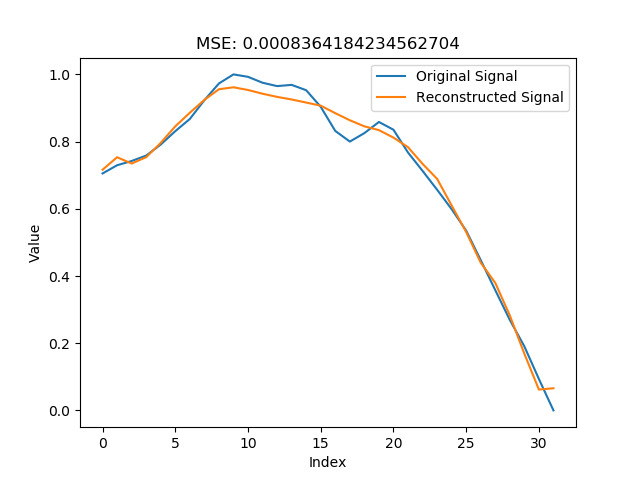 MSE: 0.0008364184234562704
Original Signal
Reconstructed Signal
1.0
0.8
0.6
0.4
0.2
0.0
Value
0 5 10 15 20 25 30
Index